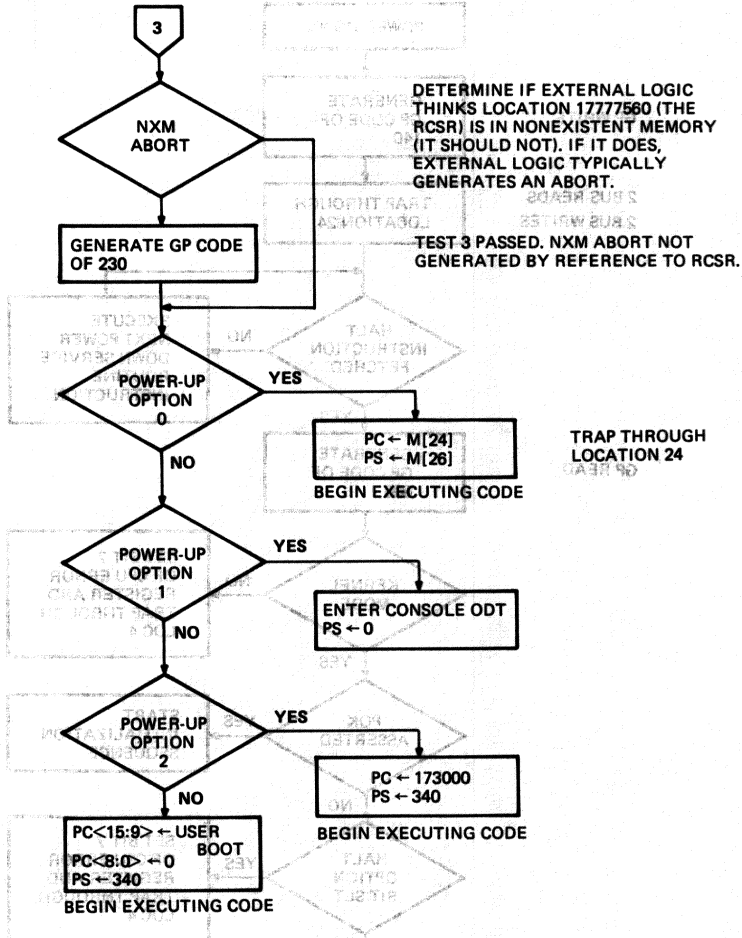 3
NXM
ABORT
DETERMINE IF EXTERNAL LOGIC
THINKS LOCATION 17777560 (THE
RCSR) IS IN NONEXISTENT MEMORY
(IT SHOULD NOT). IF IT DOES,
EXTERNAL LOGIC TYPICALLY
GENERATES AN ABORT.
GENERATE GP CODE
OF 230
TEST 3 PASSED. NXM ABORT NOT
GENERATED BY REFERENCE TO RCSR.
POWER-UP
OPTION
0
YES
NO
PC ← M[24]
PS ← M[26]
BEGIN EXECUTING CODE
TRAP THROUGH
LOCATION 24
POWER-UP
OPTION
1
YES
NO
ENTER CONSOLE ODT
PS ← 0
POWER-UP
OPTION
2
YES
NO
PC ← 173000
PS ← 340
BEGIN EXECUTING CODE
PC<15:9> ← USER
BOOT
PC<8:0> ← 0
PS ← 340
BEGIN EXECUTING CODE